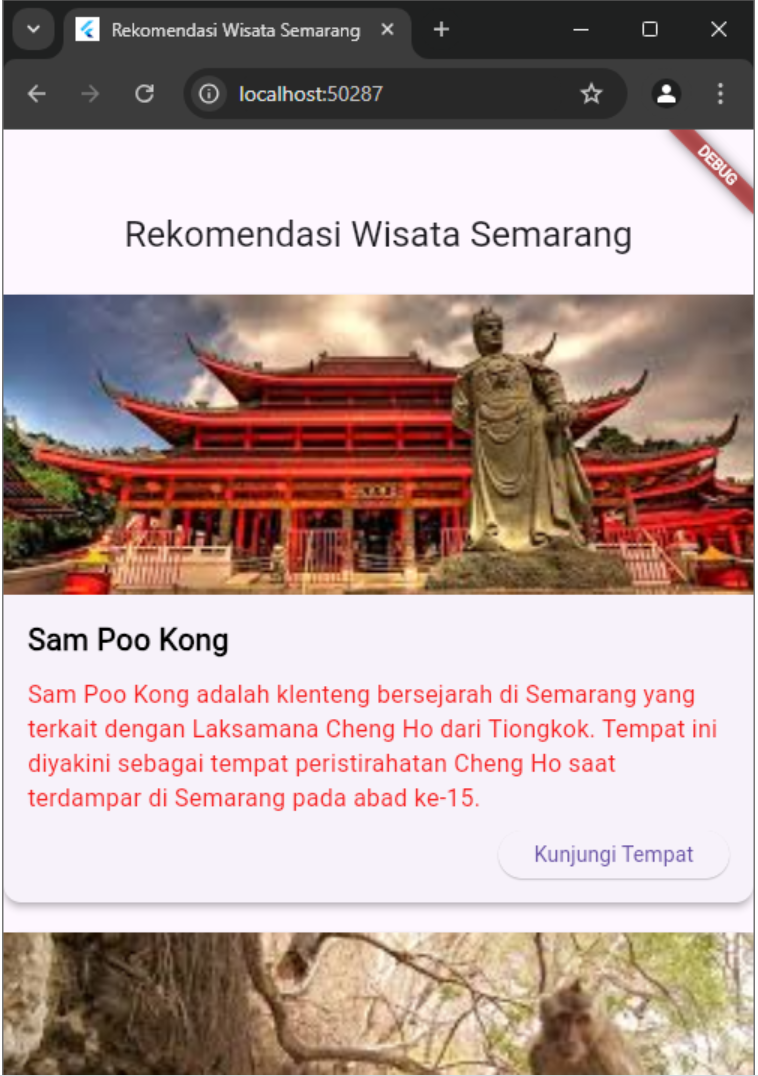 Rekomendasi Wisata Semarang
localhost:50287
DEBUG
Rekomendasi Wisata Semarang
Sam Poo Kong
Sam Poo Kong adalah klenteng bersejarah di Semarang yang
terkait dengan Laksamana Cheng Ho dari Tiongkok. Tempat ini
diyakini sebagai tempat peristirahatan Cheng Ho saat
terdampar di Semarang pada abad ke-15.
Kunjungi Tempat